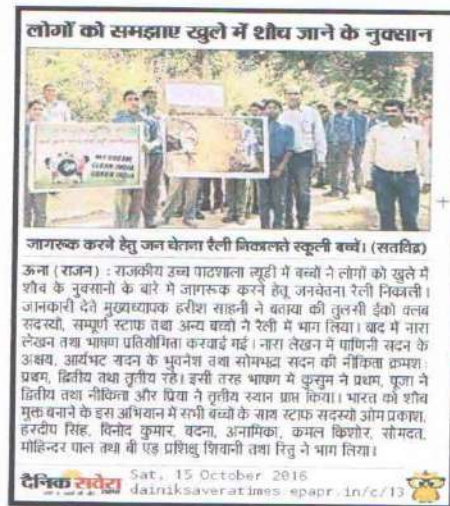 लोगों को समझाए खुले में शौच जाने के नुक्सान
MY DREAM
CLEAN INDIA
GREEN INDIA
जागरूक करने हेतु जन चेतना रैली निकालते स्कूली बच्चें। (सतविंद्र)
ऊना (राजन) : राजकीय उच्च पाठशाला ल्यूडी में बच्चों ने लोगों को खुले में
शौच के नुक्सानों के बारे में जागरूक करने हेतू जनचेतना रैली निकाली।
जानकारी देते मुख्यध्यापक हरीश साहनी ने बताया की तुलसी ईको क्लब
सदस्यों, सम्पूर्ण स्टाफ तथा अन्य बच्चो ने रैली में भाग लिया। बाद में नारा
लेखन तथा भाषण प्रतियोगिता करवाई गई। नारा लेखन में पाणिनी सदन के
अक्षय, आर्यभट सदन के भुवनेश तथा सोमभद्रा सदन की नीकिता क्रमशः
प्रथम, द्वितीय तथा तृतीय रहे। इसी तरह भाषण में कुसुम ने प्रथम, पूजा ने
द्वितीय तथा नीकिता और प्रिया ने तृतीय स्थान प्राप्त किया। भारत को शौच
मुक्त बनाने के इस अभियान में सभी बच्चों के साथ स्टाफ सदस्यो ओम प्रकाश,
हरदीप सिंह, विनोद कुमार, वदना, अनामिका, कमल किशोर, सोमदत,
मोहिन्दर पाल तथा बी एड प्रशिक्षु शिवानी तथा रितु ने भाग लिया।
दैनिक सवेरा
Sat, 15 October 2016
dainiksaveratimes epapr.in/c/13